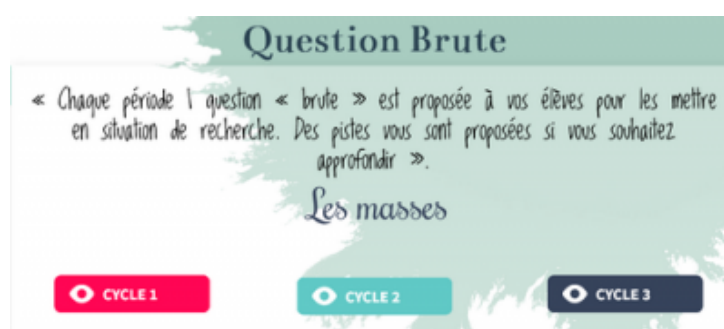 Question Brute
« Chaque période 1 question « brute » est proposée à vos élèves pour les mettre
en situation de recherche. Des pistes vous sont proposées si vous souhaitez
approfondir ».
Les masses
CYCLE 1
CYCLE 2
CYCLE 3